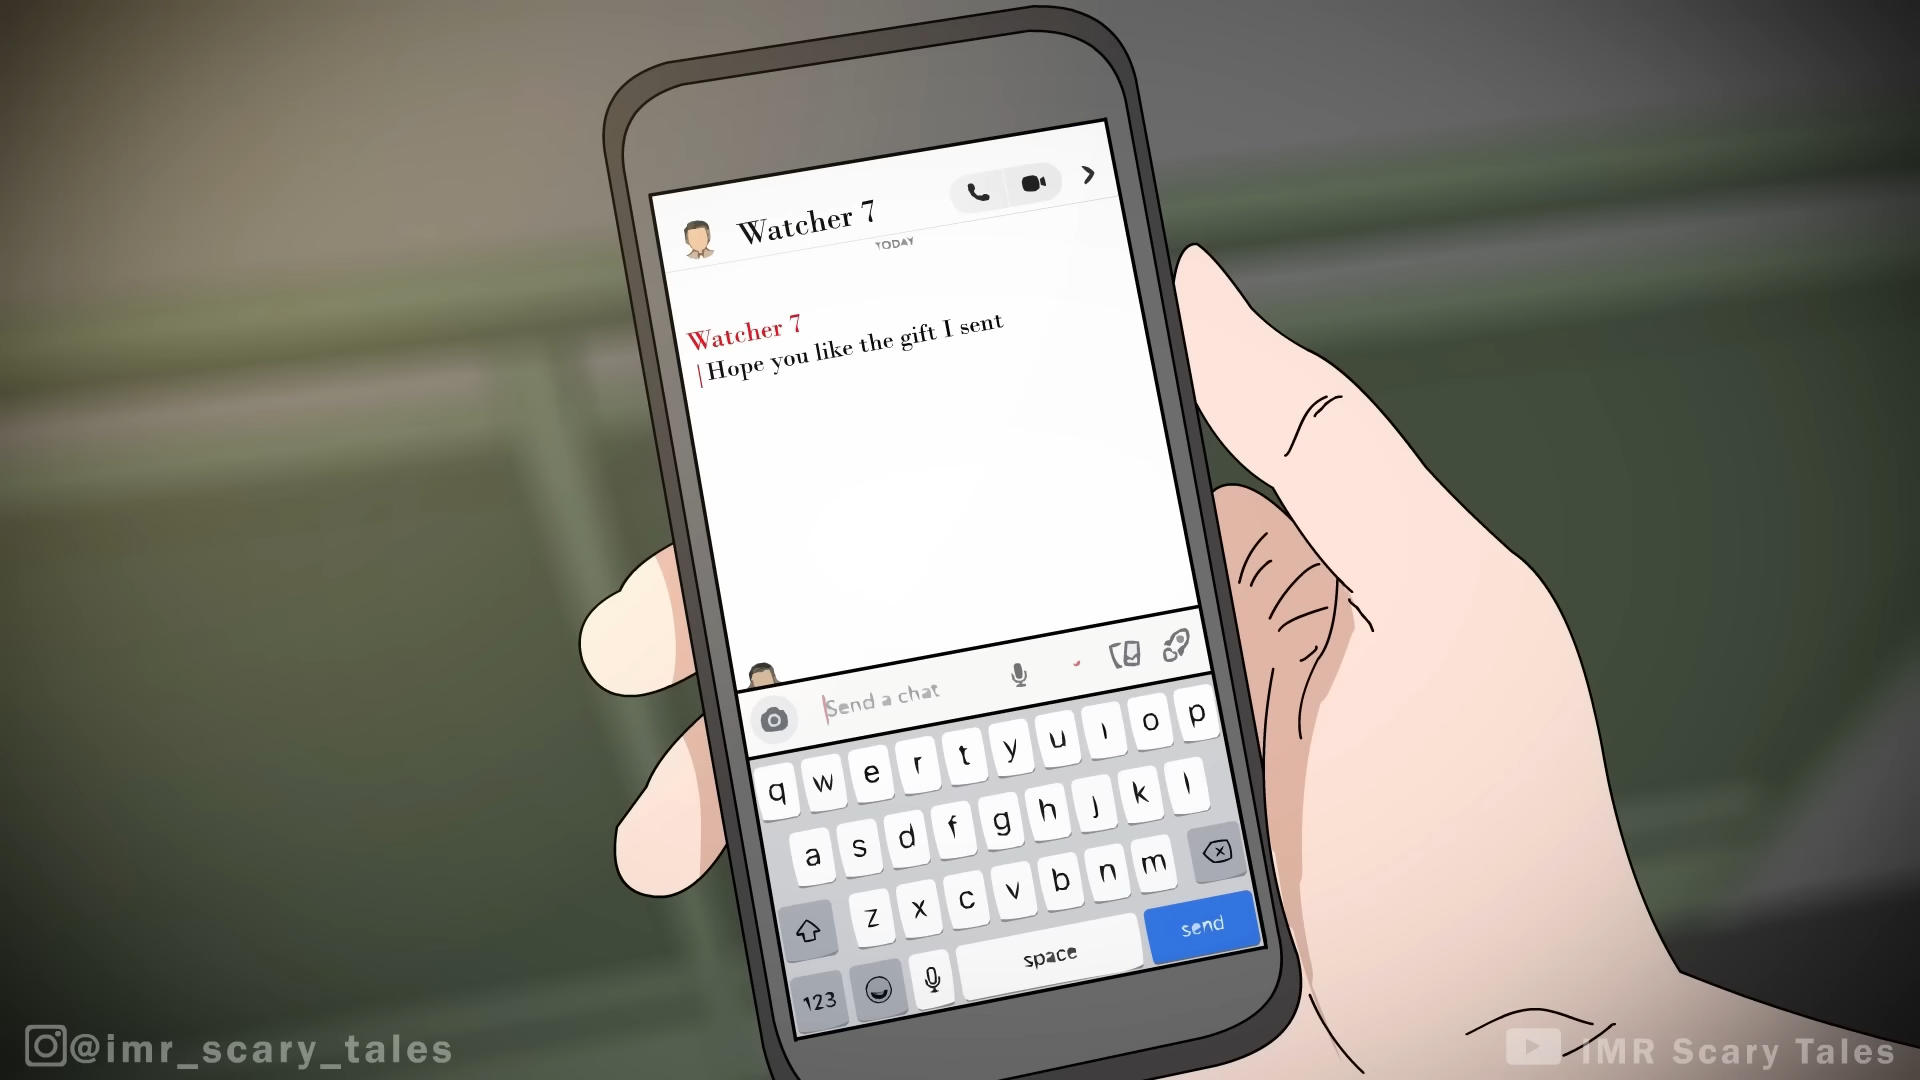 Watcher 7
TODAY
Watcher 7
Hope you like the gift I sent
Send a chat
q w e r t y u i o p
a s d f g h j k l
z x c v b n m
123 space send
@imr_scary_tales
IMR Scary Tales